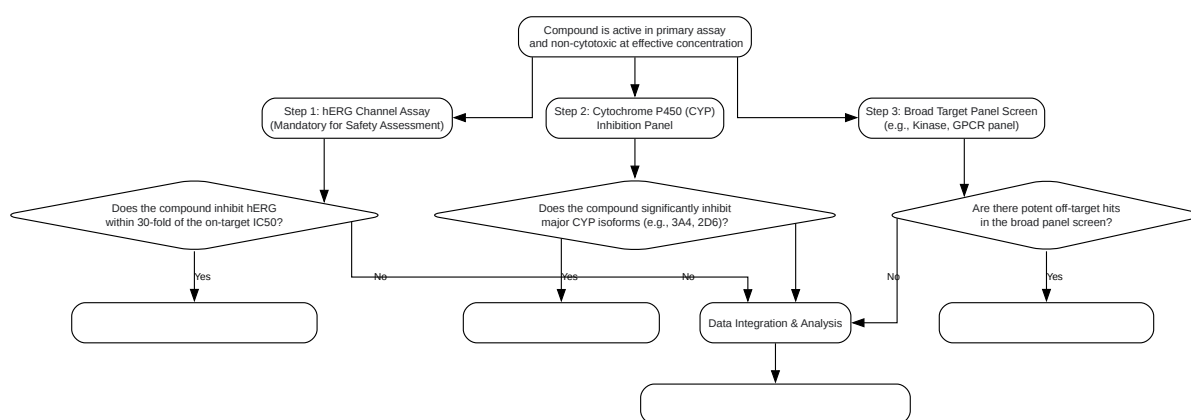 Compound is active in primary assay
and non-cytotoxic at effective concentration
Step 1: hERG Channel Assay
(Mandatory for Safety Assessment)
Step 2: Cytochrome P450 (CYP)
Inhibition Panel
Step 3: Broad Target Panel Screen
(e.g., Kinase, GPCR panel)
Does the compound inhibit hERG
within 30-fold of the on-target IC50?
Does the compound significantly inhibit
major CYP isoforms (e.g., 3A4, 2D6)?
Are there potent off-target hits
in the broad panel screen?
Yes
No
Yes
No
No
Yes
Data Integration & Analysis